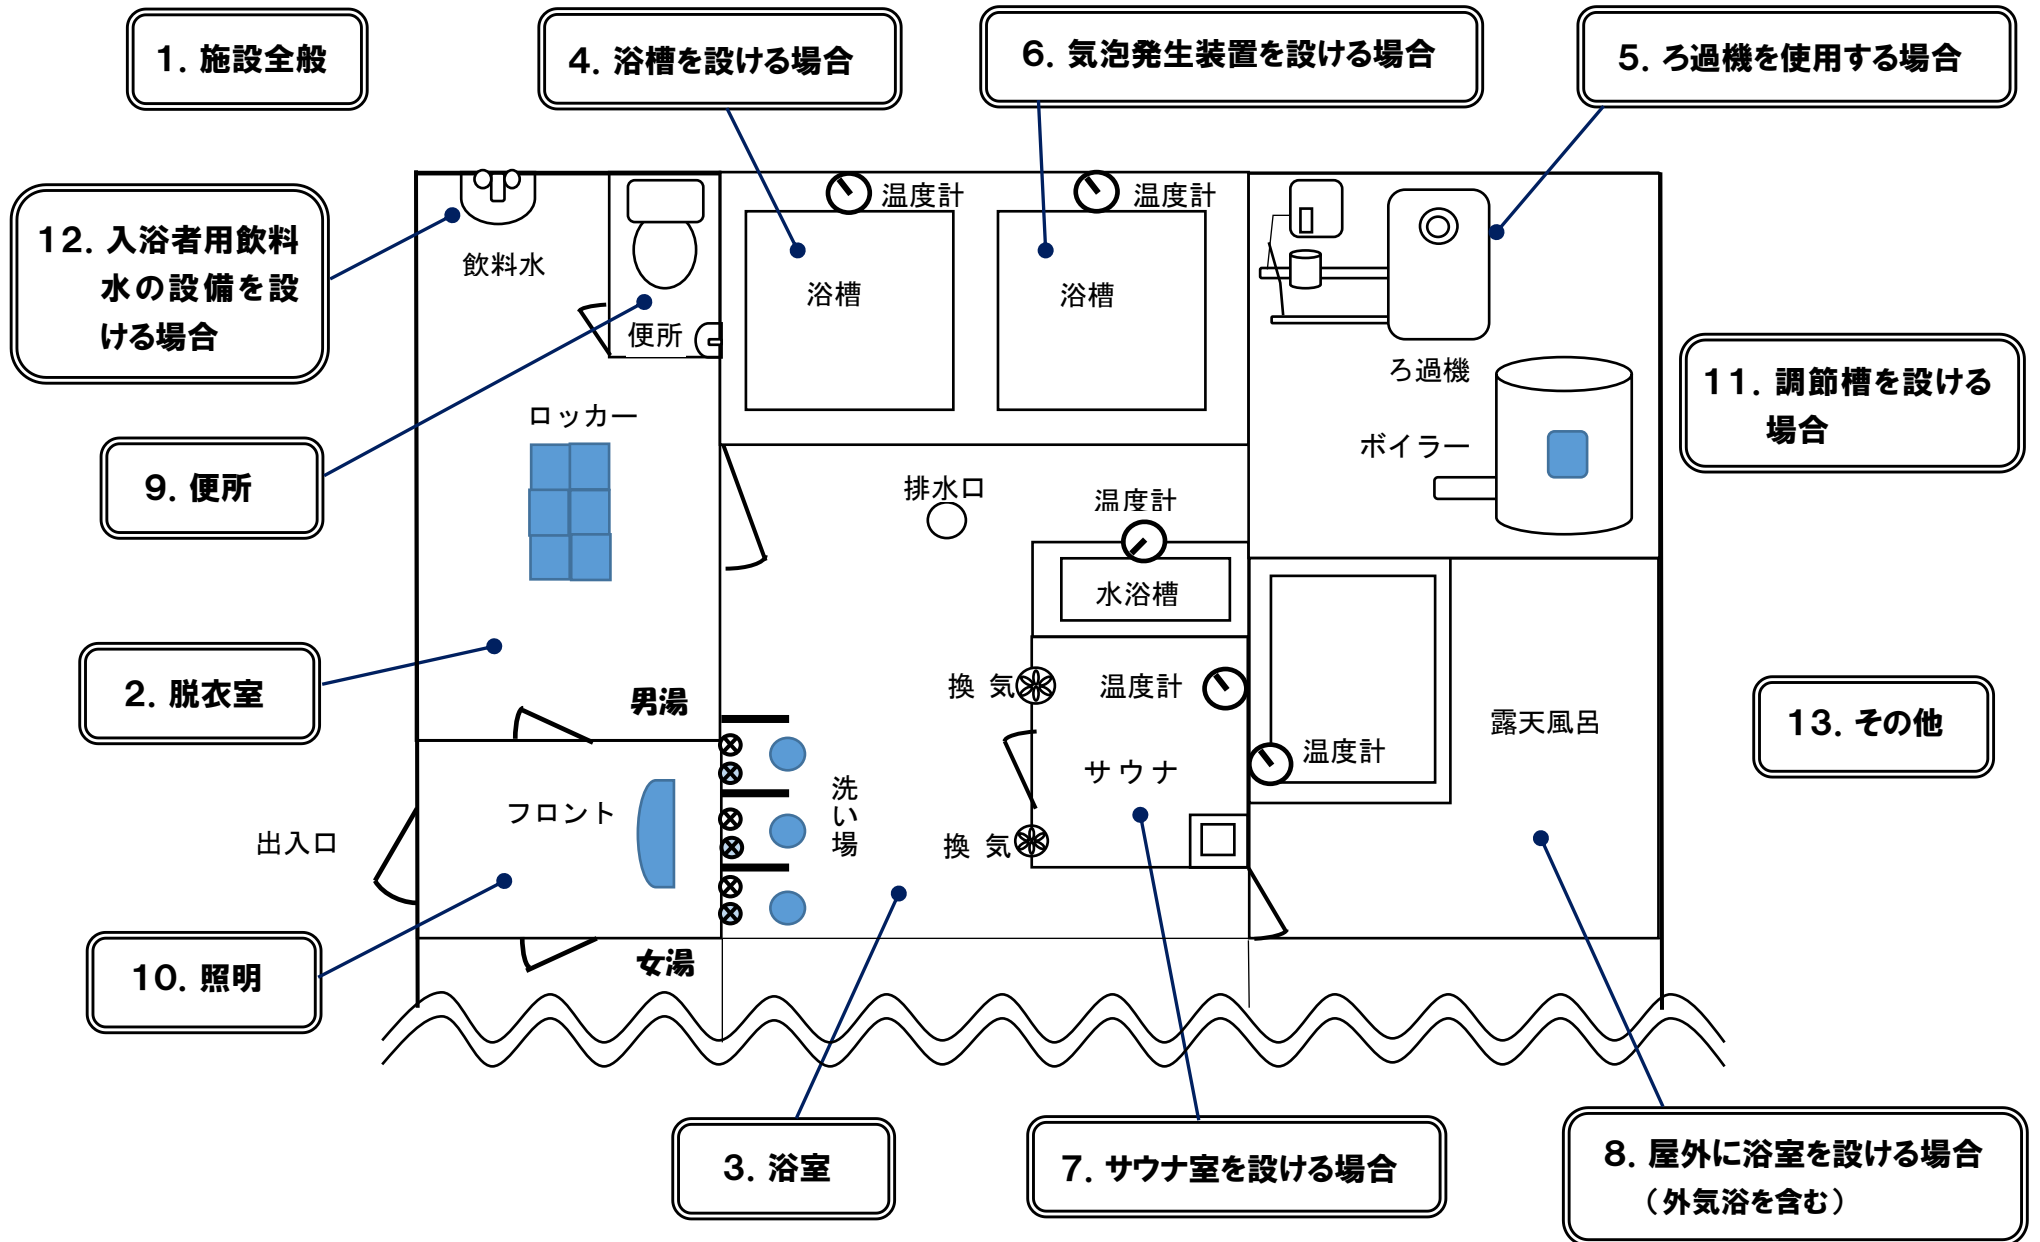 1. 施設全般
4. 浴槽を設ける場合
6. 気泡発生装置を設ける場合
5. ろ過機を使用する場合
12. 入浴者用飲料
水の設備を設
ける場合
飲料水
便所
温度計
浴槽
温度計
浴槽
ろ過機
ボイラー
11. 調節槽を設ける
場合
9. 便所
ロッカー
排水口
温度計
水浴槽
2. 脱衣室
男湯
換 気
温度計
サウナ
換 気
温度計
露天風呂
13. その他
出入口
フロント
洗い場
10. 照明
女湯
3. 浴室
7. サウナ室を設ける場合
8. 屋外に浴室を設ける場合
（外気浴を含む）